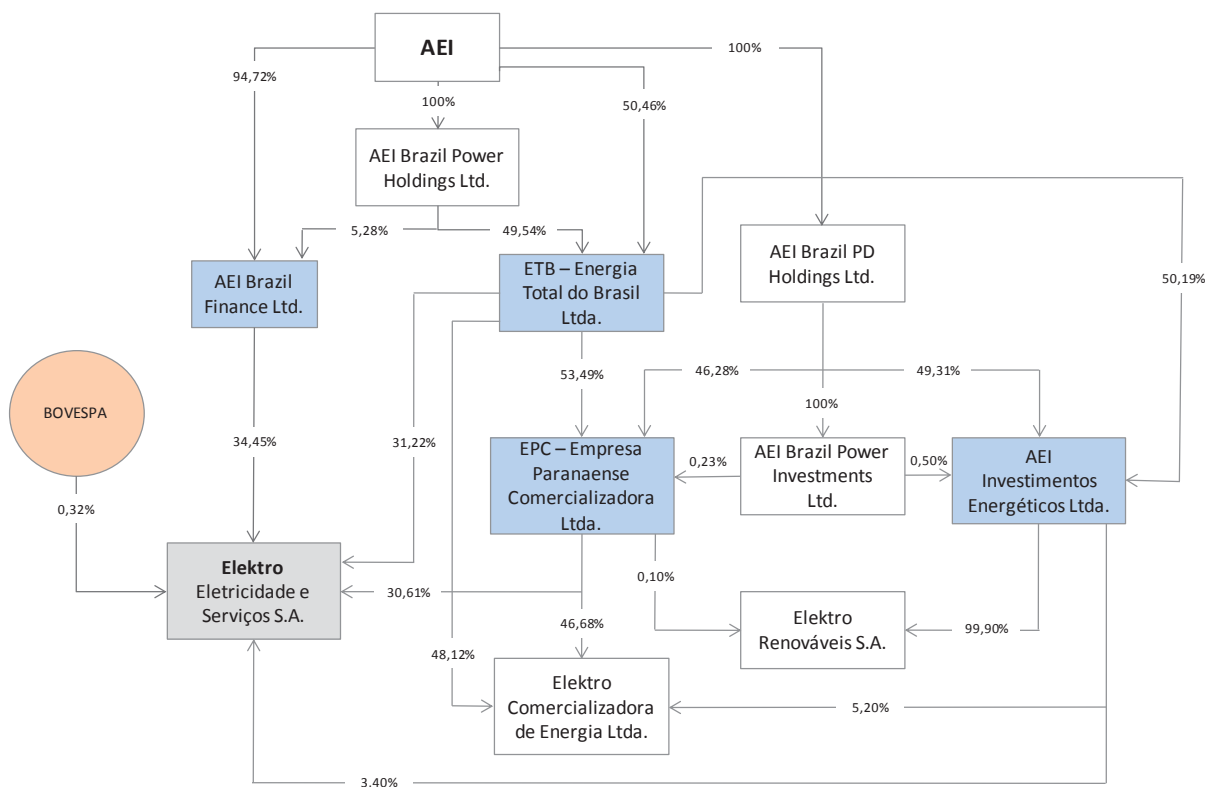 AEI
100%
94,72%
100%
50,46%
AEI Brazil Power
Holdings Ltd.
5,28%
49,54%
AEI Brazil PD
Holdings Ltd.
AEI Brazil
Finance Ltd.
ETB – Energia
Total do Brasil
Ltda.
50,19%
53,49%
46,28%
49,31%
BOVESPA
100%
34,45%
31,22%
EPC – Empresa
Paranaense
Comercializadora
Ltda.
0,23%
AEI Brazil Power
Investments
Ltd.
0,50%
AEI
Investimentos
Energéticos Ltda.
0,32%
Elektro
Eletricidade e
Serviços S.A.
30,61%
0,10%
46,68%
Elektro
Renováveis S.A.
99,90%
48,12%
Elektro
Comercializadora
de Energia Ltda.
5,20%
3,40%